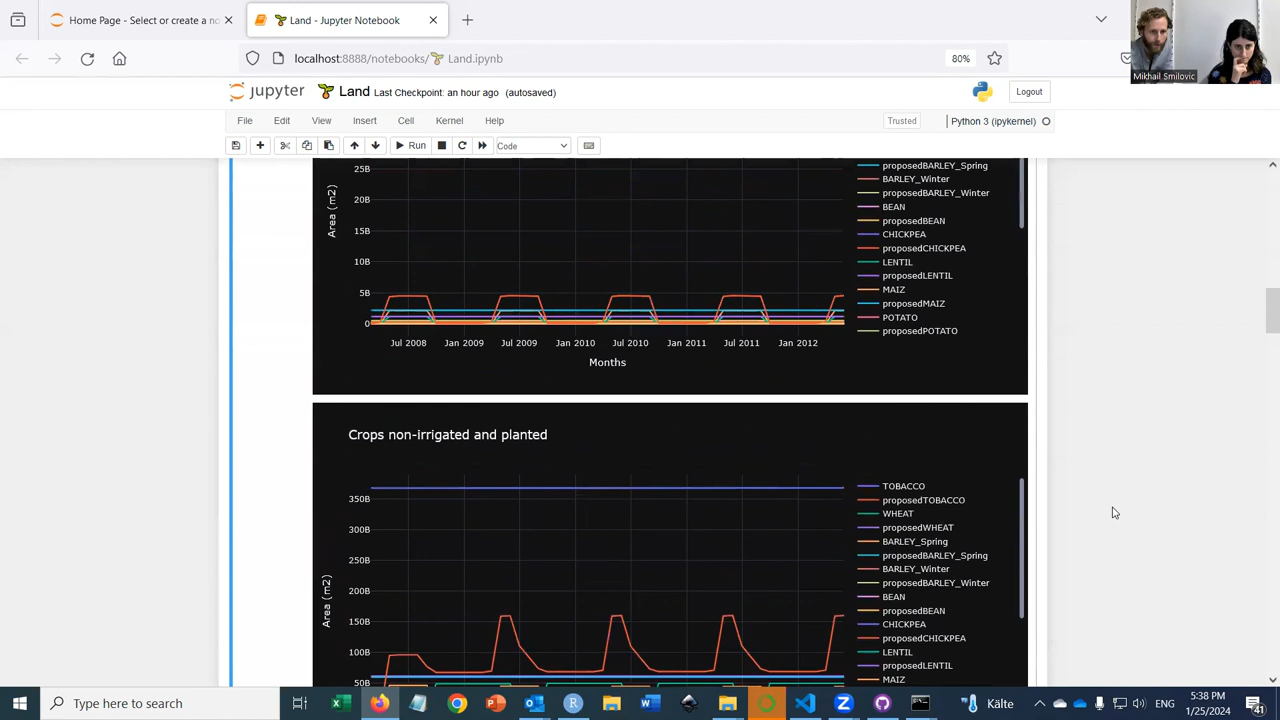 Home Page - Select or create a no
Land - Jupyter Notebook
localhost:8888/notebooks/🌱 Land.ipynb
80%
Mikhail Smilovic
jupyter
Land Last Checkpoint: an hour ago (autosaved)
Logout
File Edit View Insert Cell Kernel Help
Trusted
Python 3 (ipykernel)
Run
Code
25B
20B
15B
10B
5B
0
Area (m2)
Jul 2008 Jan 2009 Jul 2009 Jan 2010 Jul 2010 Jan 2011 Jul 2011 Jan 2012
Months
proposedBARLEY_Spring
BARLEY_Winter
proposedBARLEY_Winter
BEAN
proposedBEAN
CHICKPEA
proposedCHICKPEA
LENTIL
proposedLENTIL
MAIZ
proposedMAIZ
POTATO
proposedPOTATO
Crops non-irrigated and planted
350B
300B
250B
200B
150B
100B
50B
Area (m2)
TOBACCO
proposedTOBACCO
WHEAT
proposedWHEAT
BARLEY_Spring
proposedBARLEY_Spring
BARLEY_Winter
proposedBARLEY_Winter
BEAN
proposedBEAN
CHICKPEA
proposedCHICKPEA
LENTIL
proposedLENTIL
MAIZ
Type here to search
Kälte
ENG
5:38 PM
1/25/2024
41